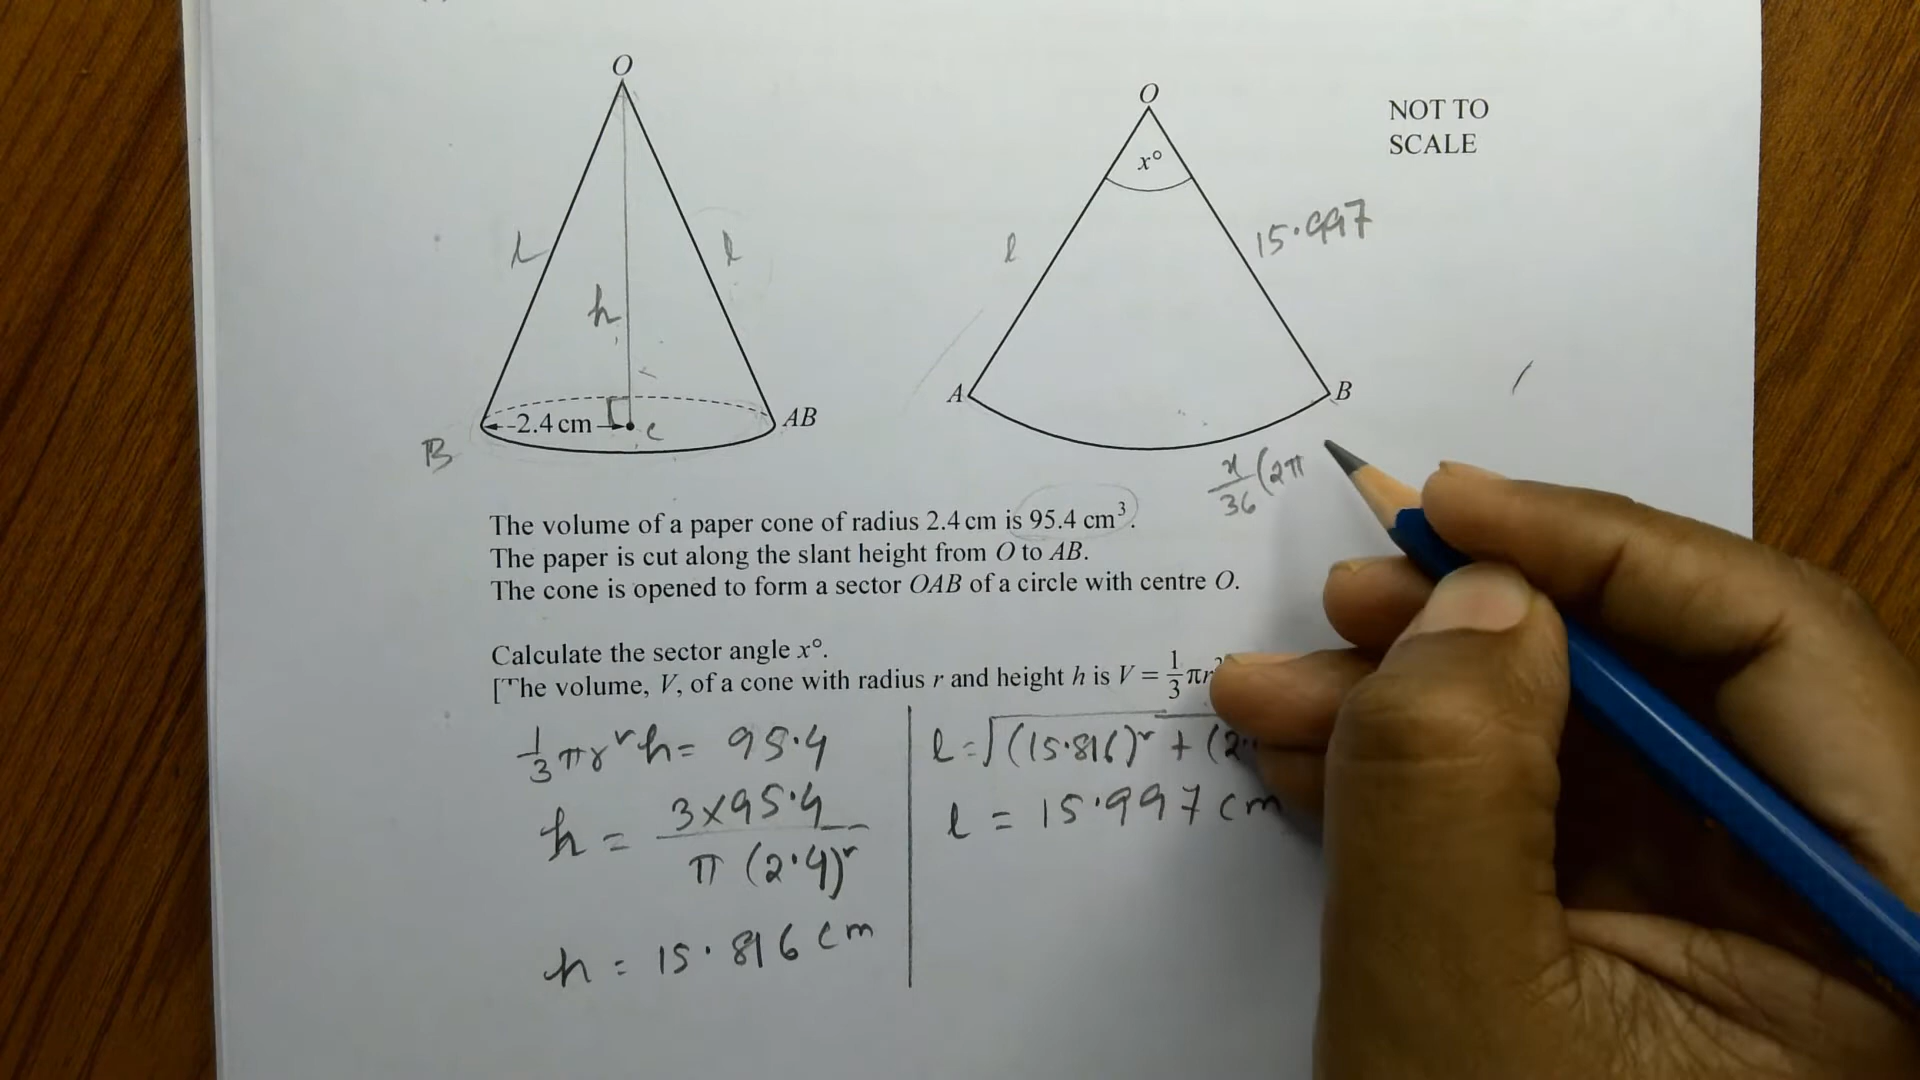 O
O
NOT TO
SCALE
x°
15.997
l
l
l
h
A
B
2.4 cm
c
AB
B
x/36 (2π
The volume of a paper cone of radius 2.4 cm is 95.4 cm³.
The paper is cut along the slant height from O to AB.
The cone is opened to form a sector OAB of a circle with centre O.
Calculate the sector angle x°.
[The volume, V, of a cone with radius r and height h is V = 1/3 πr²
1/3 πr²h = 95.4
l = √(15.816)² + (2.
h = 3×95.4 / π (2.4)²
l = 15.997 cm
h = 15.816 cm